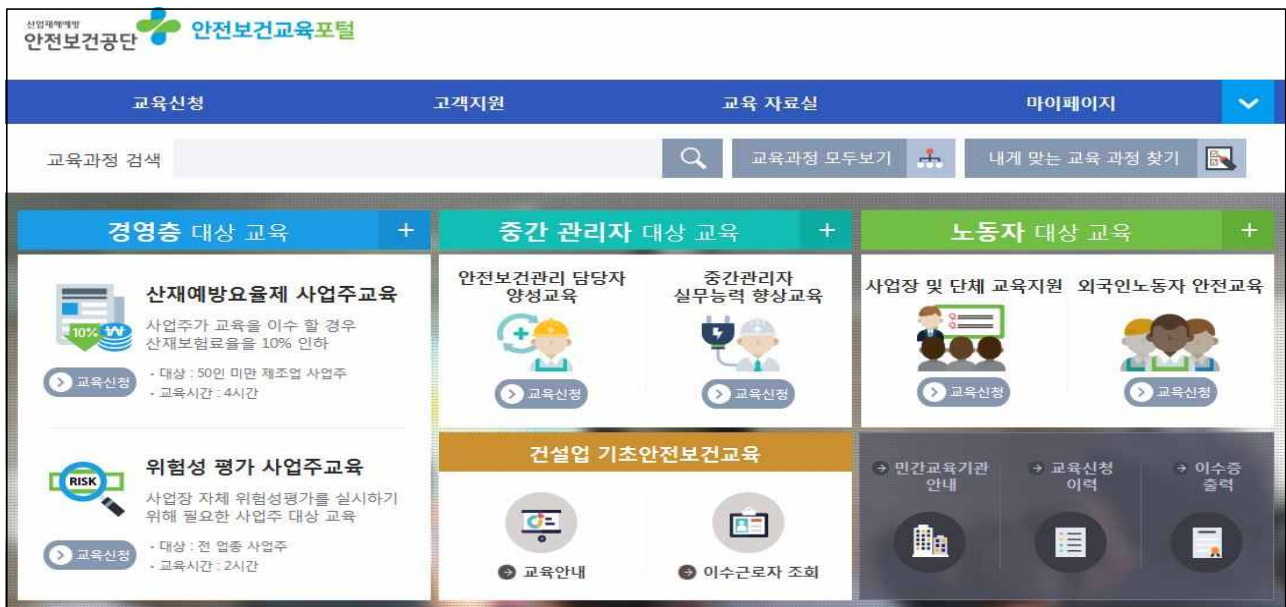 산업재해예방
안전보건공단
안전보건교육포털
교육신청
고객지원
교육 자료실
마이페이지
교육과정 검색
교육과정 모두보기
내게 맞는 교육 과정 찾기
경영층 대상 교육 +
산재예방요율제 사업주교육
10% ₩
사업주가 교육을 이수 할 경우
산재보험료율을 10% 인하
· 대상 : 50인 미만 제조업 사업주
· 교육시간 : 4시간
교육신청
위험성 평가 사업주교육
RISK
사업장 자체 위험성평가를 실시하기
위해 필요한 사업주 대상 교육
· 대상 : 전 업종 사업주
· 교육시간 : 2시간
교육신청
중간 관리자 대상 교육 +
안전보건관리 담당자
양성교육
교육신청
중간관리자
실무능력 향상교육
교육신청
건설업 기초안전보건교육
교육안내
이수근로자 조회
노동자 대상 교육 +
사업장 및 단체 교육지원
교육신청
외국인노동자 안전교육
교육신청
민간교육기관
안내
교육신청
이력
이수증
출력